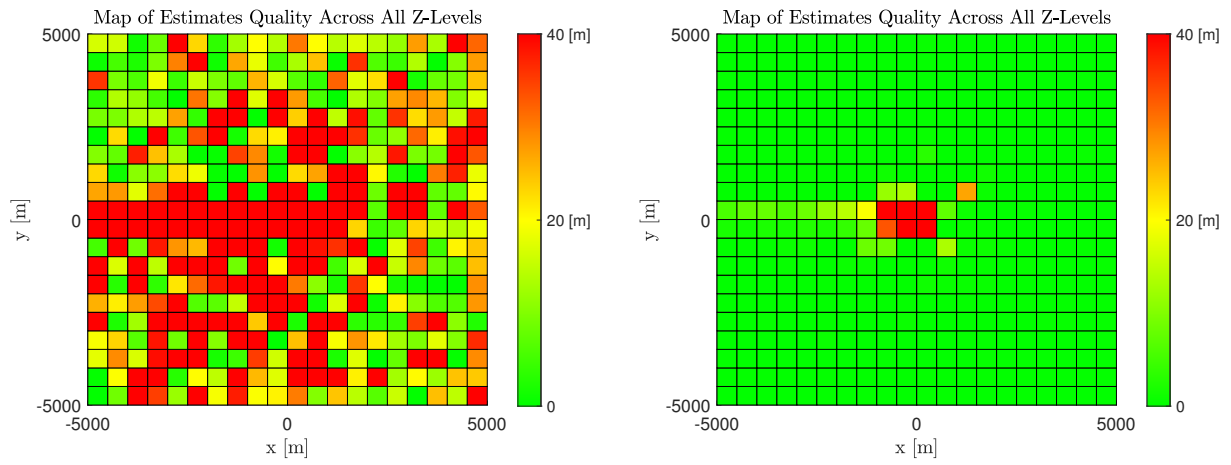 Map of Estimates Quality Across All Z-Levels
5000
0
-5000
y [m]
-5000
0
5000
x [m]
40 [m]
20 [m]
0
Map of Estimates Quality Across All Z-Levels
5000
0
-5000
y [m]
-5000
0
5000
x [m]
40 [m]
20 [m]
0